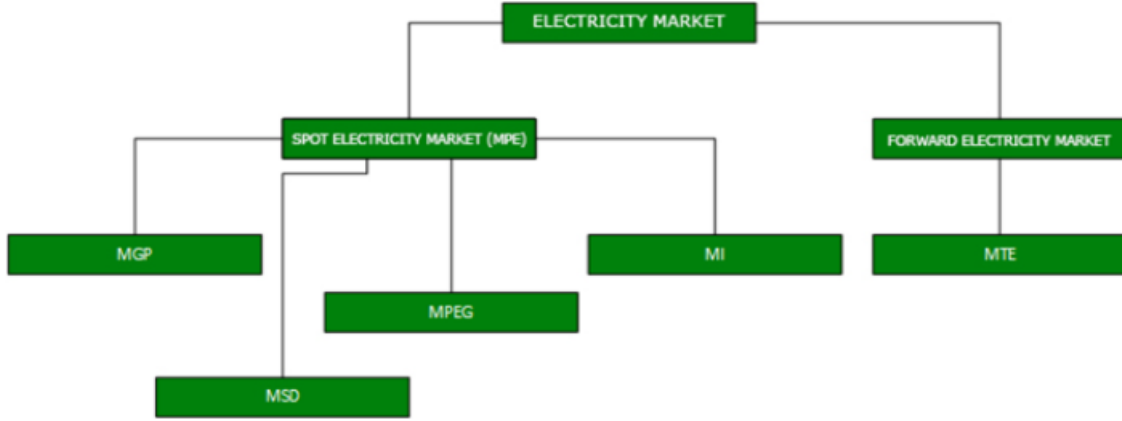 ELECTRICITY MARKET
SPOT ELECTRICITY MARKET (MPE)
FORWARD ELECTRICITY MARKET
MGP
MI
MTE
MPEG
MSD